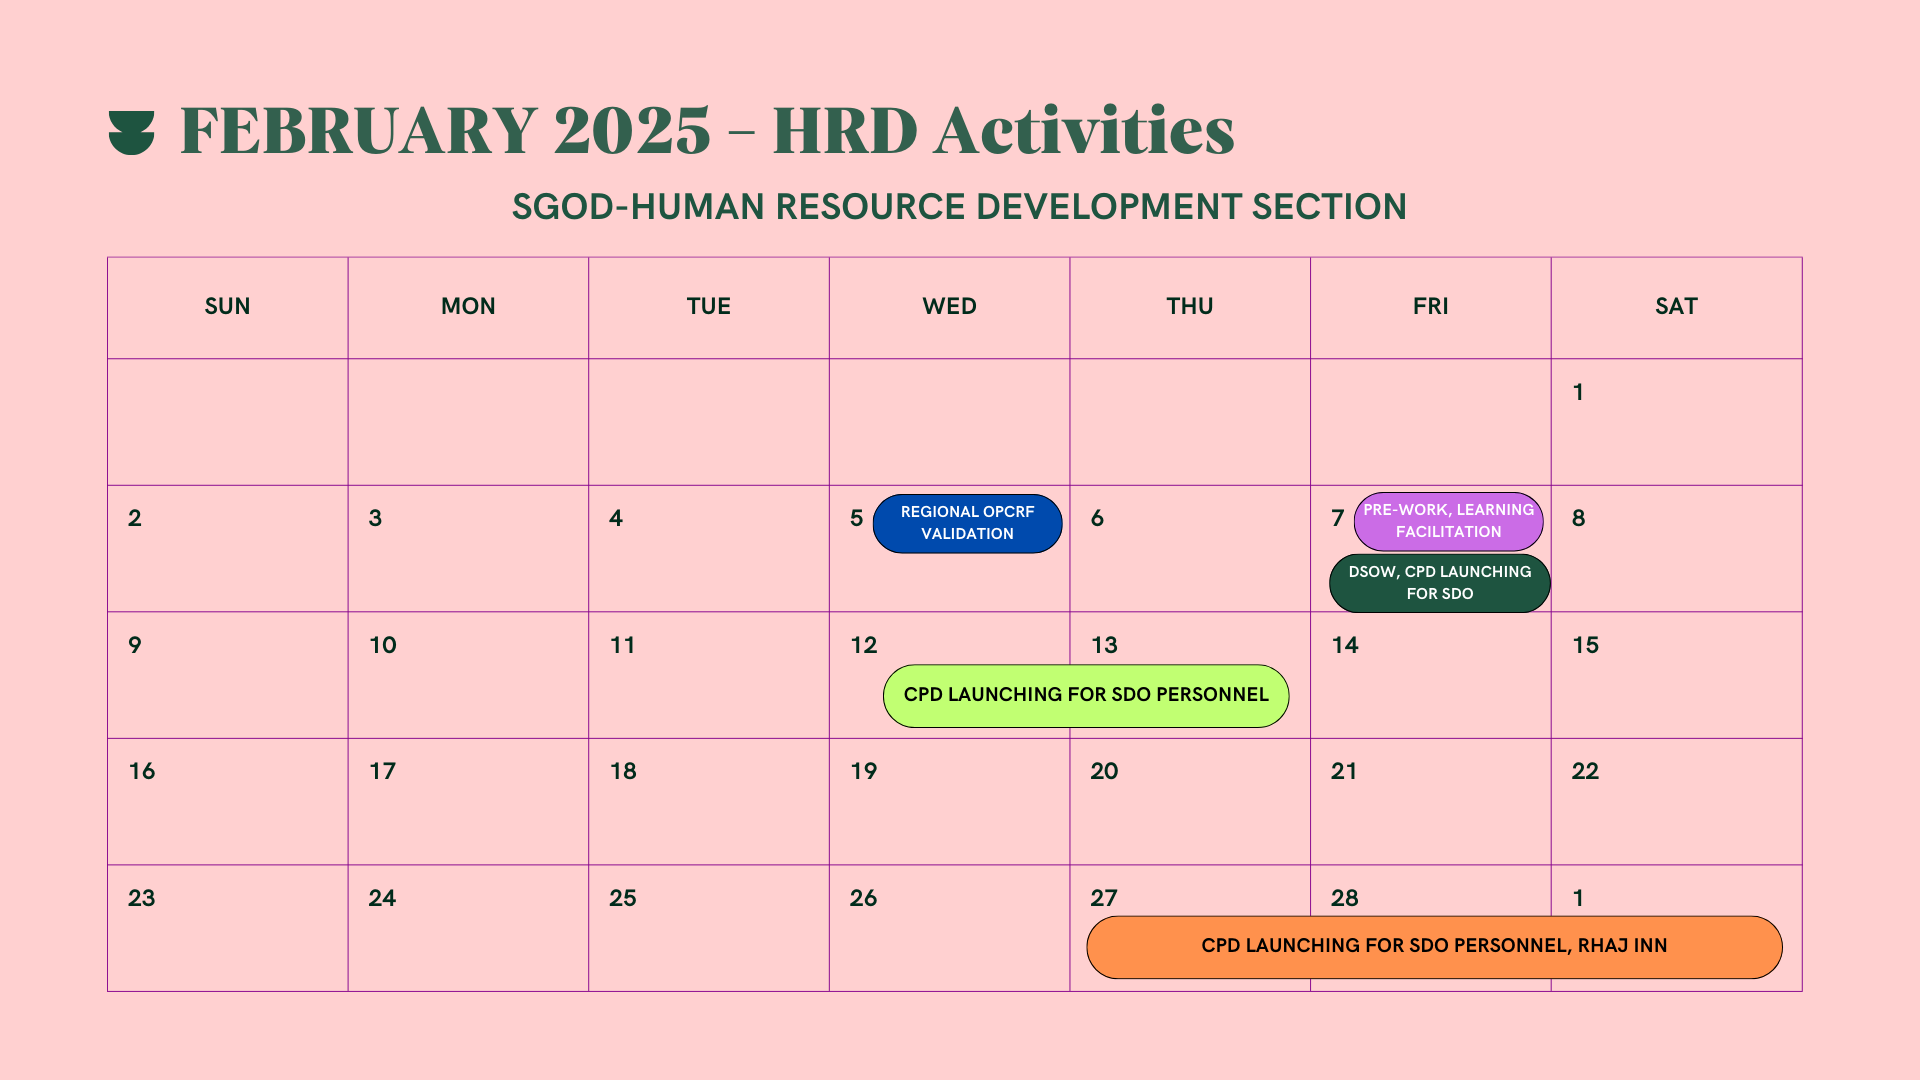 FEBRUARY 2025 – HRD Activities
SGOD-HUMAN RESOURCE DEVELOPMENT SECTION
SUN MON TUE WED THU FRI SAT
1
2 3 4 5 6 7 8
REGIONAL OPCRF
VALIDATION
PRE-WORK, LEARNING
FACILITATION
DSOW, CPD LAUNCHING
FOR SDO
9 10 11 12 13 14 15
CPD LAUNCHING FOR SDO PERSONNEL
16 17 18 19 20 21 22
23 24 25 26 27 28 1
CPD LAUNCHING FOR SDO PERSONNEL, RHAJ INN